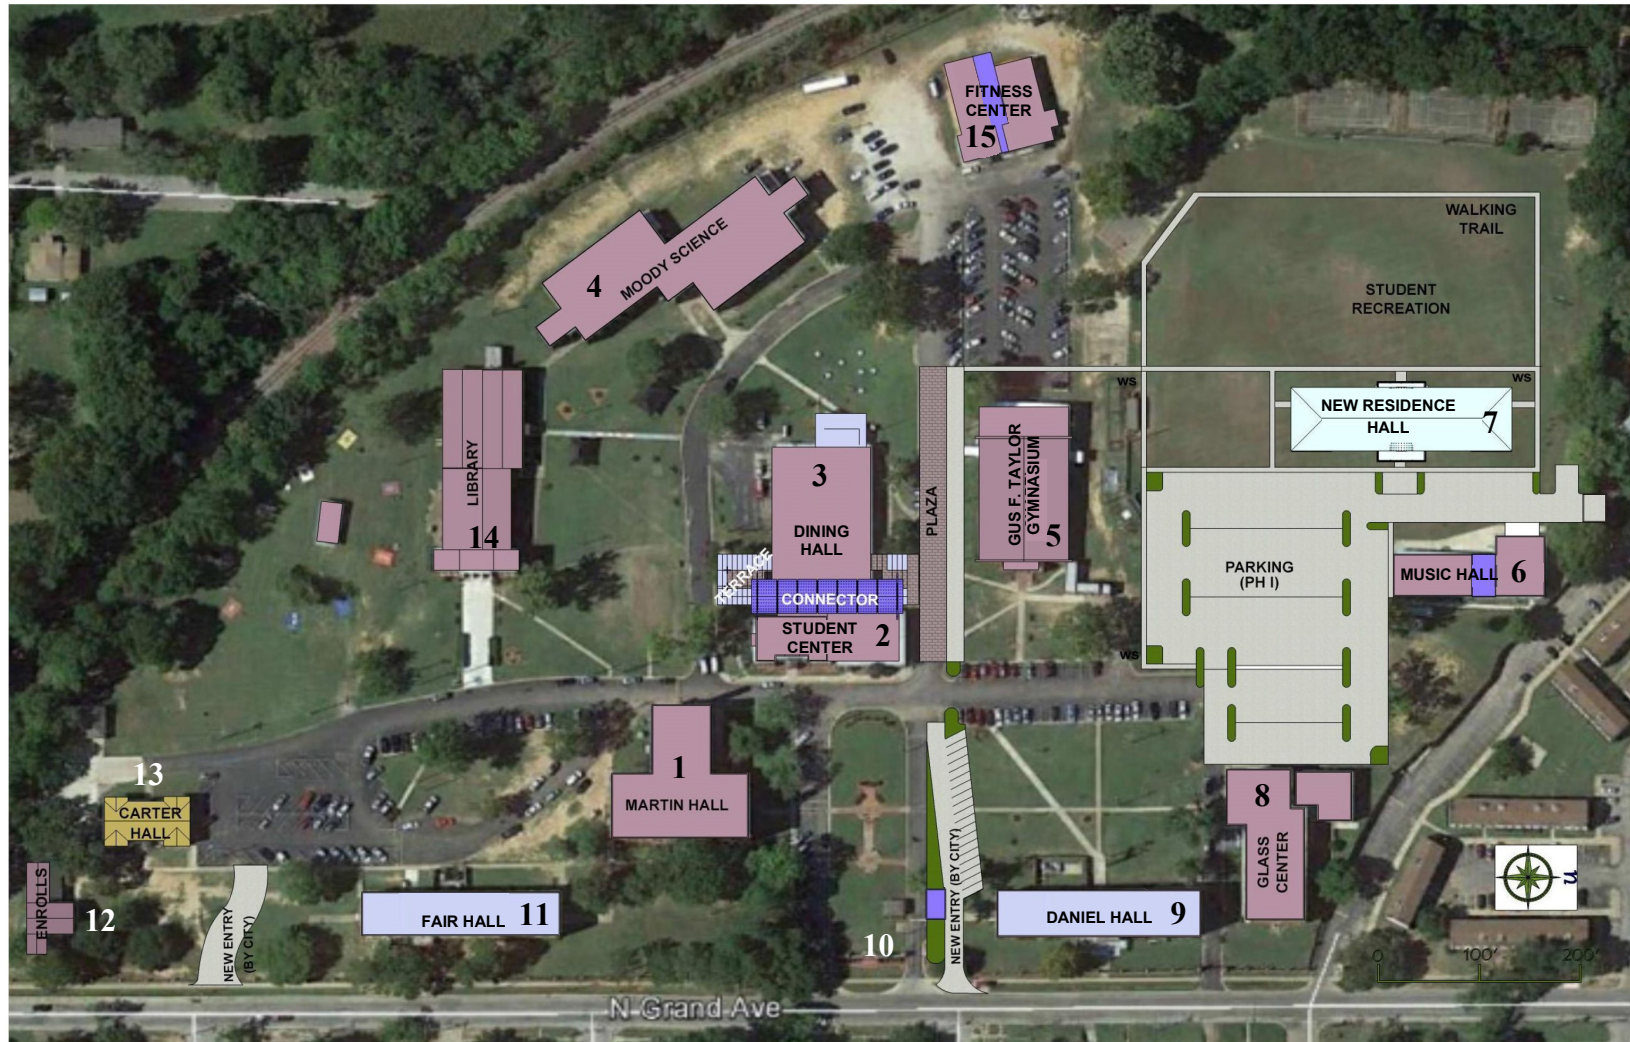 FITNESS
CENTER
15
WALKING
TRAIL
STUDENT
RECREATION
4
MOODY SCIENCE
WS
WS
NEW RESIDENCE
HALL
7
3
DINING
HALL
LIBRARY
14
PLAZA
GUS F. TAYLOR
GYMNASIUM
5
TERRACE
CONNECTOR
STUDENT
CENTER
2
PARKING
(PH I)
MUSIC HALL
6
WS
1
MARTIN HALL
13
CARTER
HALL
8
GLASS
CENTER
ENROLLS
12
NEW ENTRY
(BY CITY)
FAIR HALL
11
10
NEW ENTRY (BY CITY)
DANIEL HALL
9
n
0
100'
200'
N Grand Ave